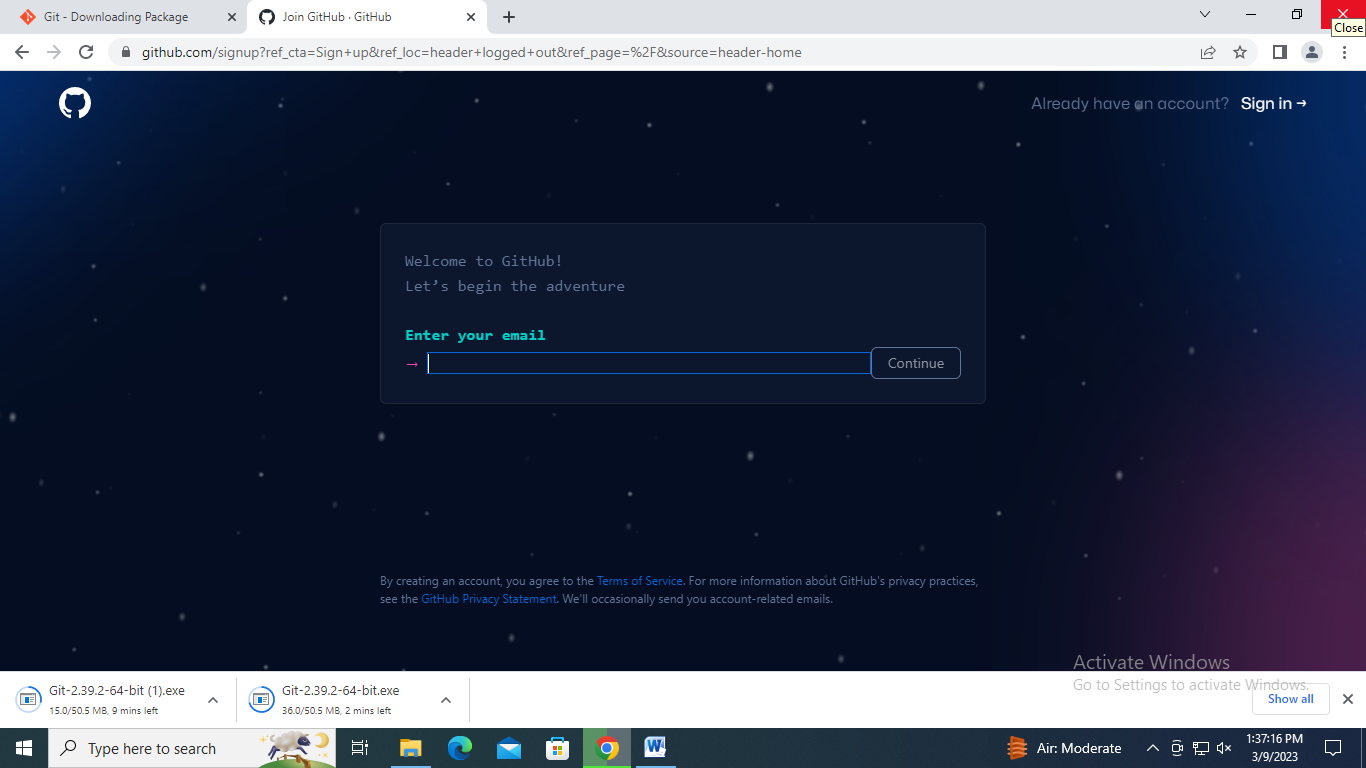 Git - Downloading Package
Join GitHub · GitHub
Close
github.com/signup?ref_cta=Sign+up&ref_loc=header+logged+out&ref_page=%2F&source=header-home
Already have an account? Sign in →
Welcome to GitHub!
Let’s begin the adventure
Enter your email
→
Continue
By creating an account, you agree to the Terms of Service. For more information about GitHub's privacy practices,
see the GitHub Privacy Statement. We'll occasionally send you account-related emails.
Activate Windows
Go to Settings to activate Windows.
Git-2.39.2-64-bit (1).exe
15.0/50.5 MB, 9 mins left
Git-2.39.2-64-bit.exe
36.0/50.5 MB, 2 mins left
Show all
Type here to search
Air: Moderate
1:37:16 PM
3/9/2023